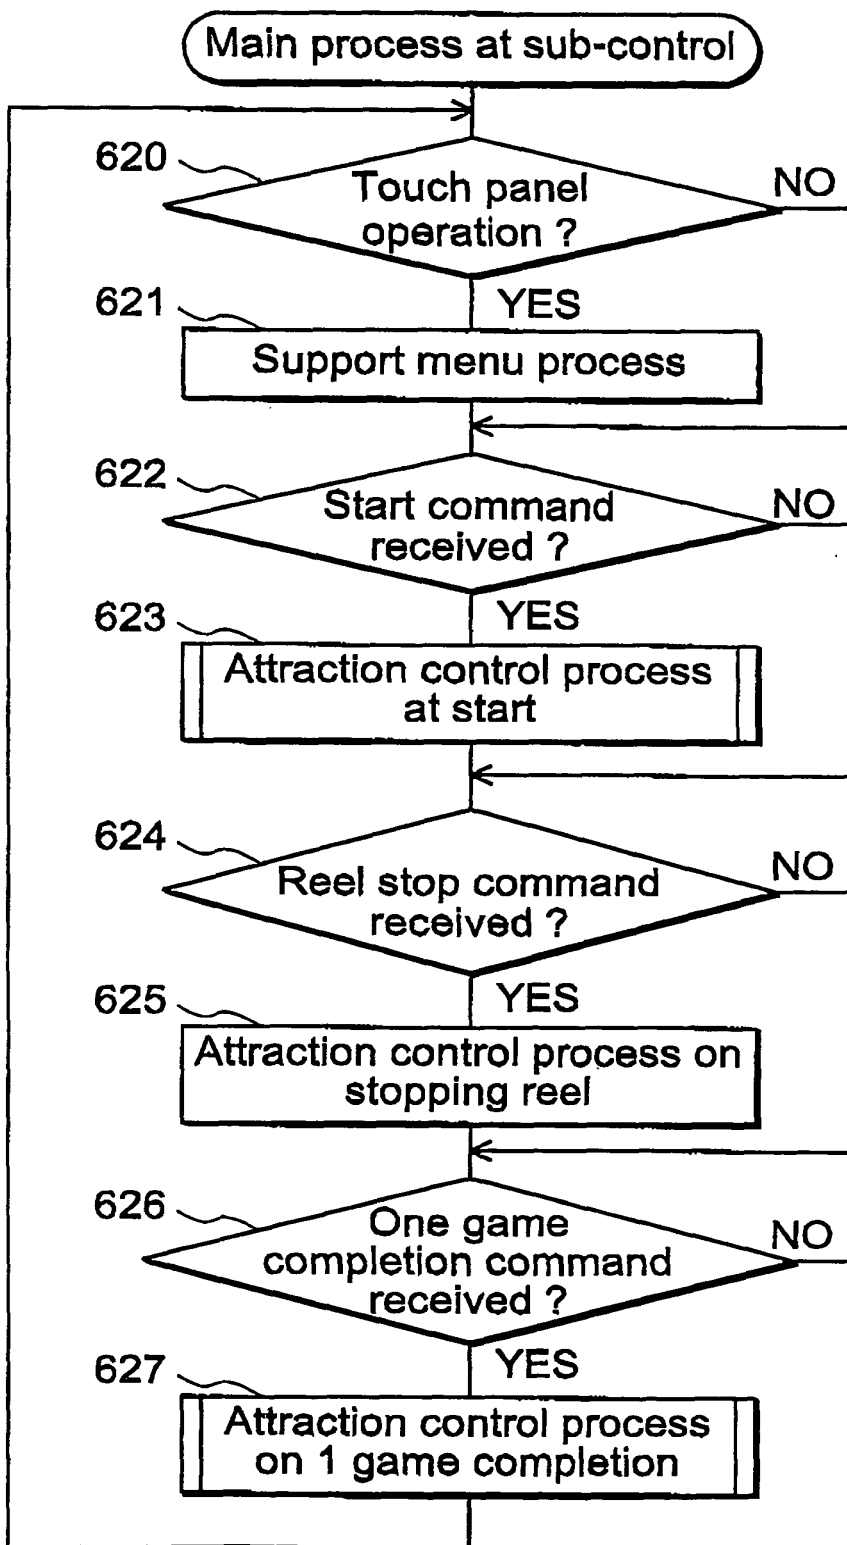 Main process at sub-control
620
Touch panel
operation ?
NO
YES
621
Support menu process
622
Start command
received ?
NO
YES
623
Attraction control process
at start
624
Reel stop command
received ?
NO
YES
625
Attraction control process on
stopping reel
626
One game
completion command
received ?
NO
YES
627
Attraction control process
on 1 game completion